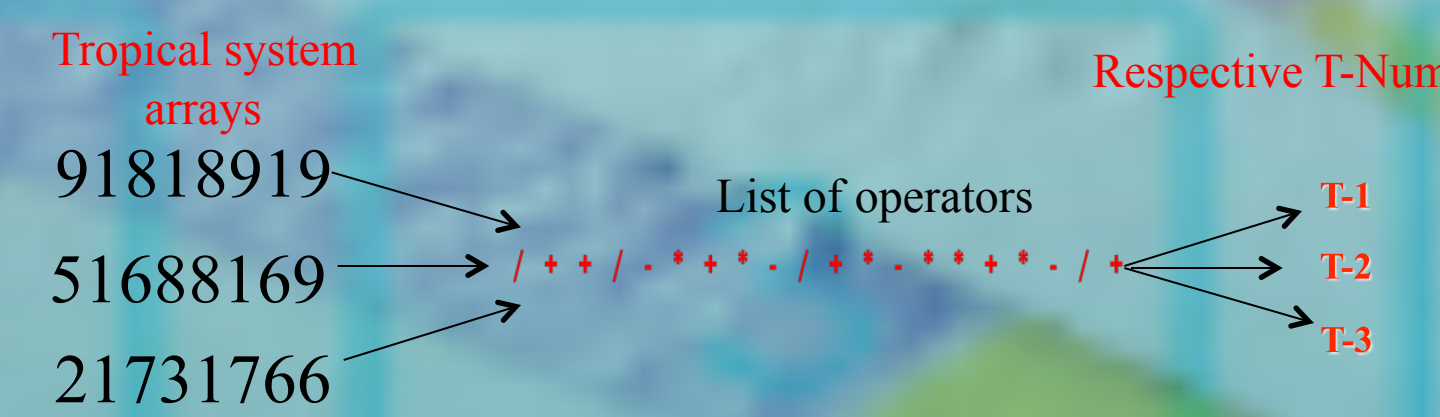 Tropical system
arrays
Respective T-Num
91818919
51688169
21731766
List of operators
/ + + / - * + * - / + * - * * + * - / +
T-1
T-2
T-3